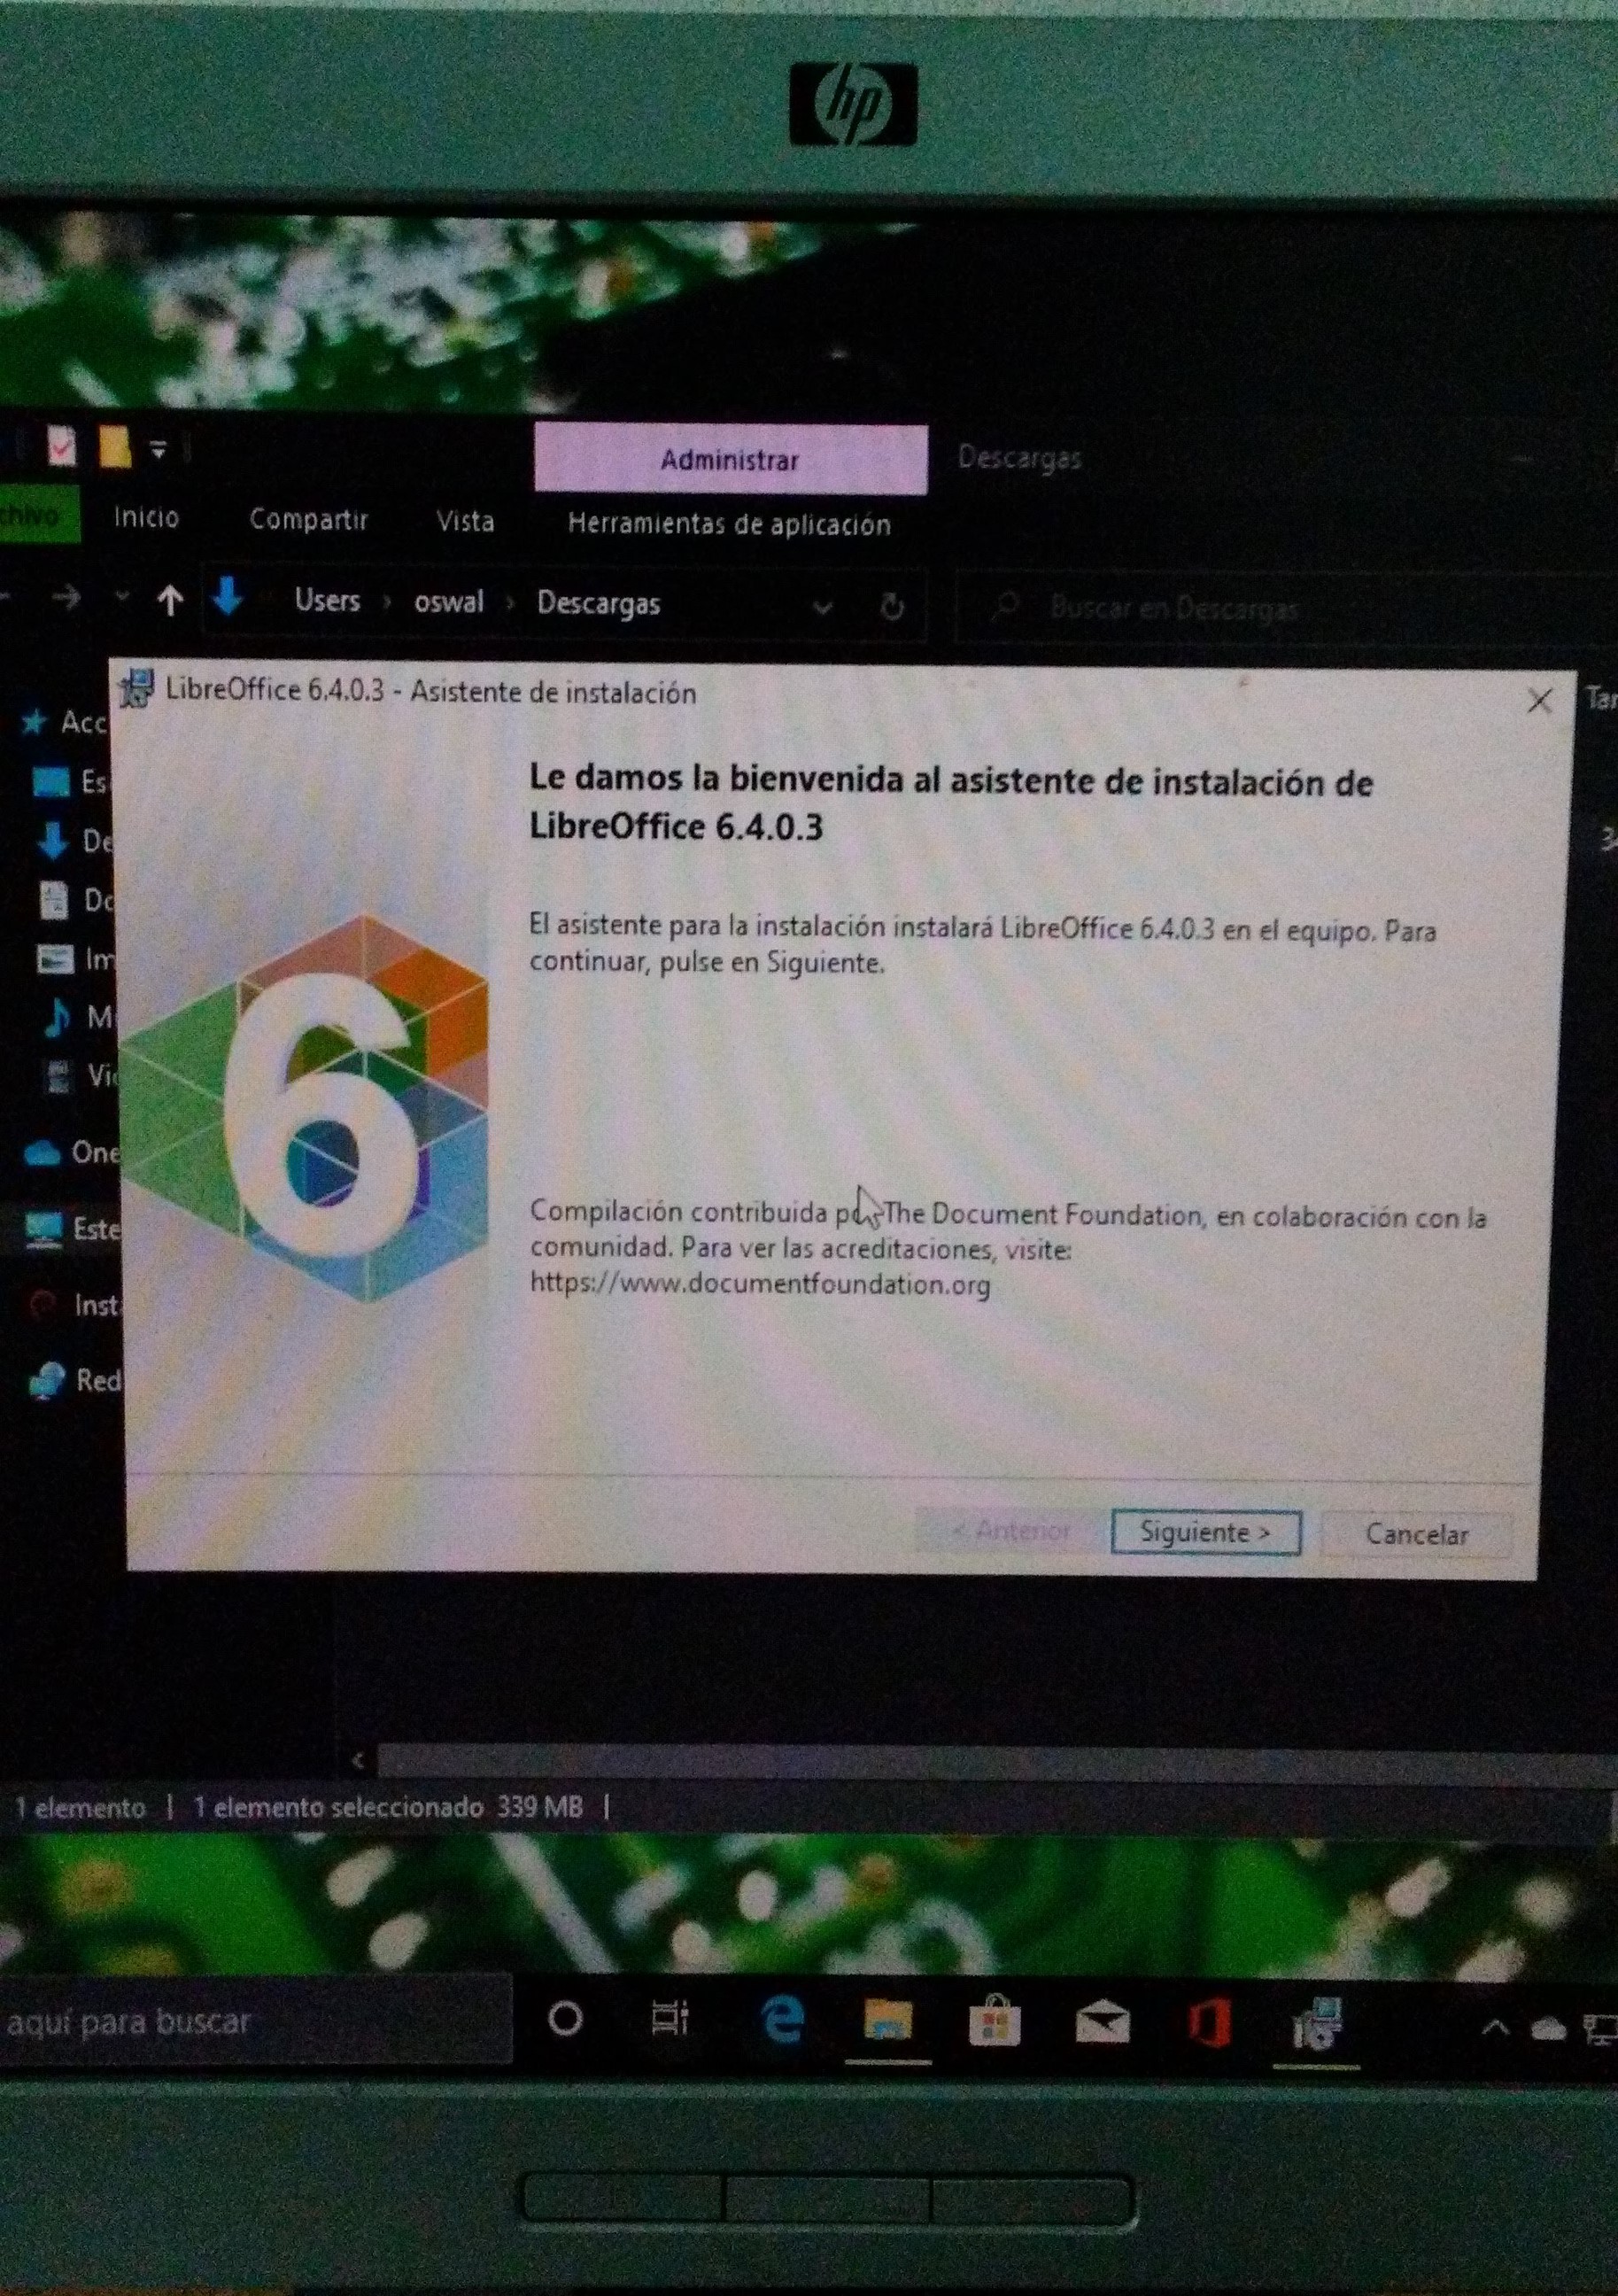 hp
Administrar
Descargas
Inicio
Compartir
Vista
Herramientas de aplicación
Users
oswal
Descargas
Buscar en Descargas
LibreOffice 6.4.0.3 - Asistente de instalación
Le damos la bienvenida al asistente de instalación de
LibreOffice 6.4.0.3
El asistente para la instalación instalará LibreOffice 6.4.0.3 en el equipo. Para
continuar, pulse en Siguiente.
Compilación contribuida The Document Foundation, en colaboración con la
comunidad. Para ver las acreditaciones, visite:
https://www.documentfoundation.org
Acc
Es
De
Do
Im
M
Vi
One
Este
Inst
Red
6
< Anterior
Siguiente >
Cancelar
1 elemento | 1 elemento seleccionado 339 MB |
aquí para buscar